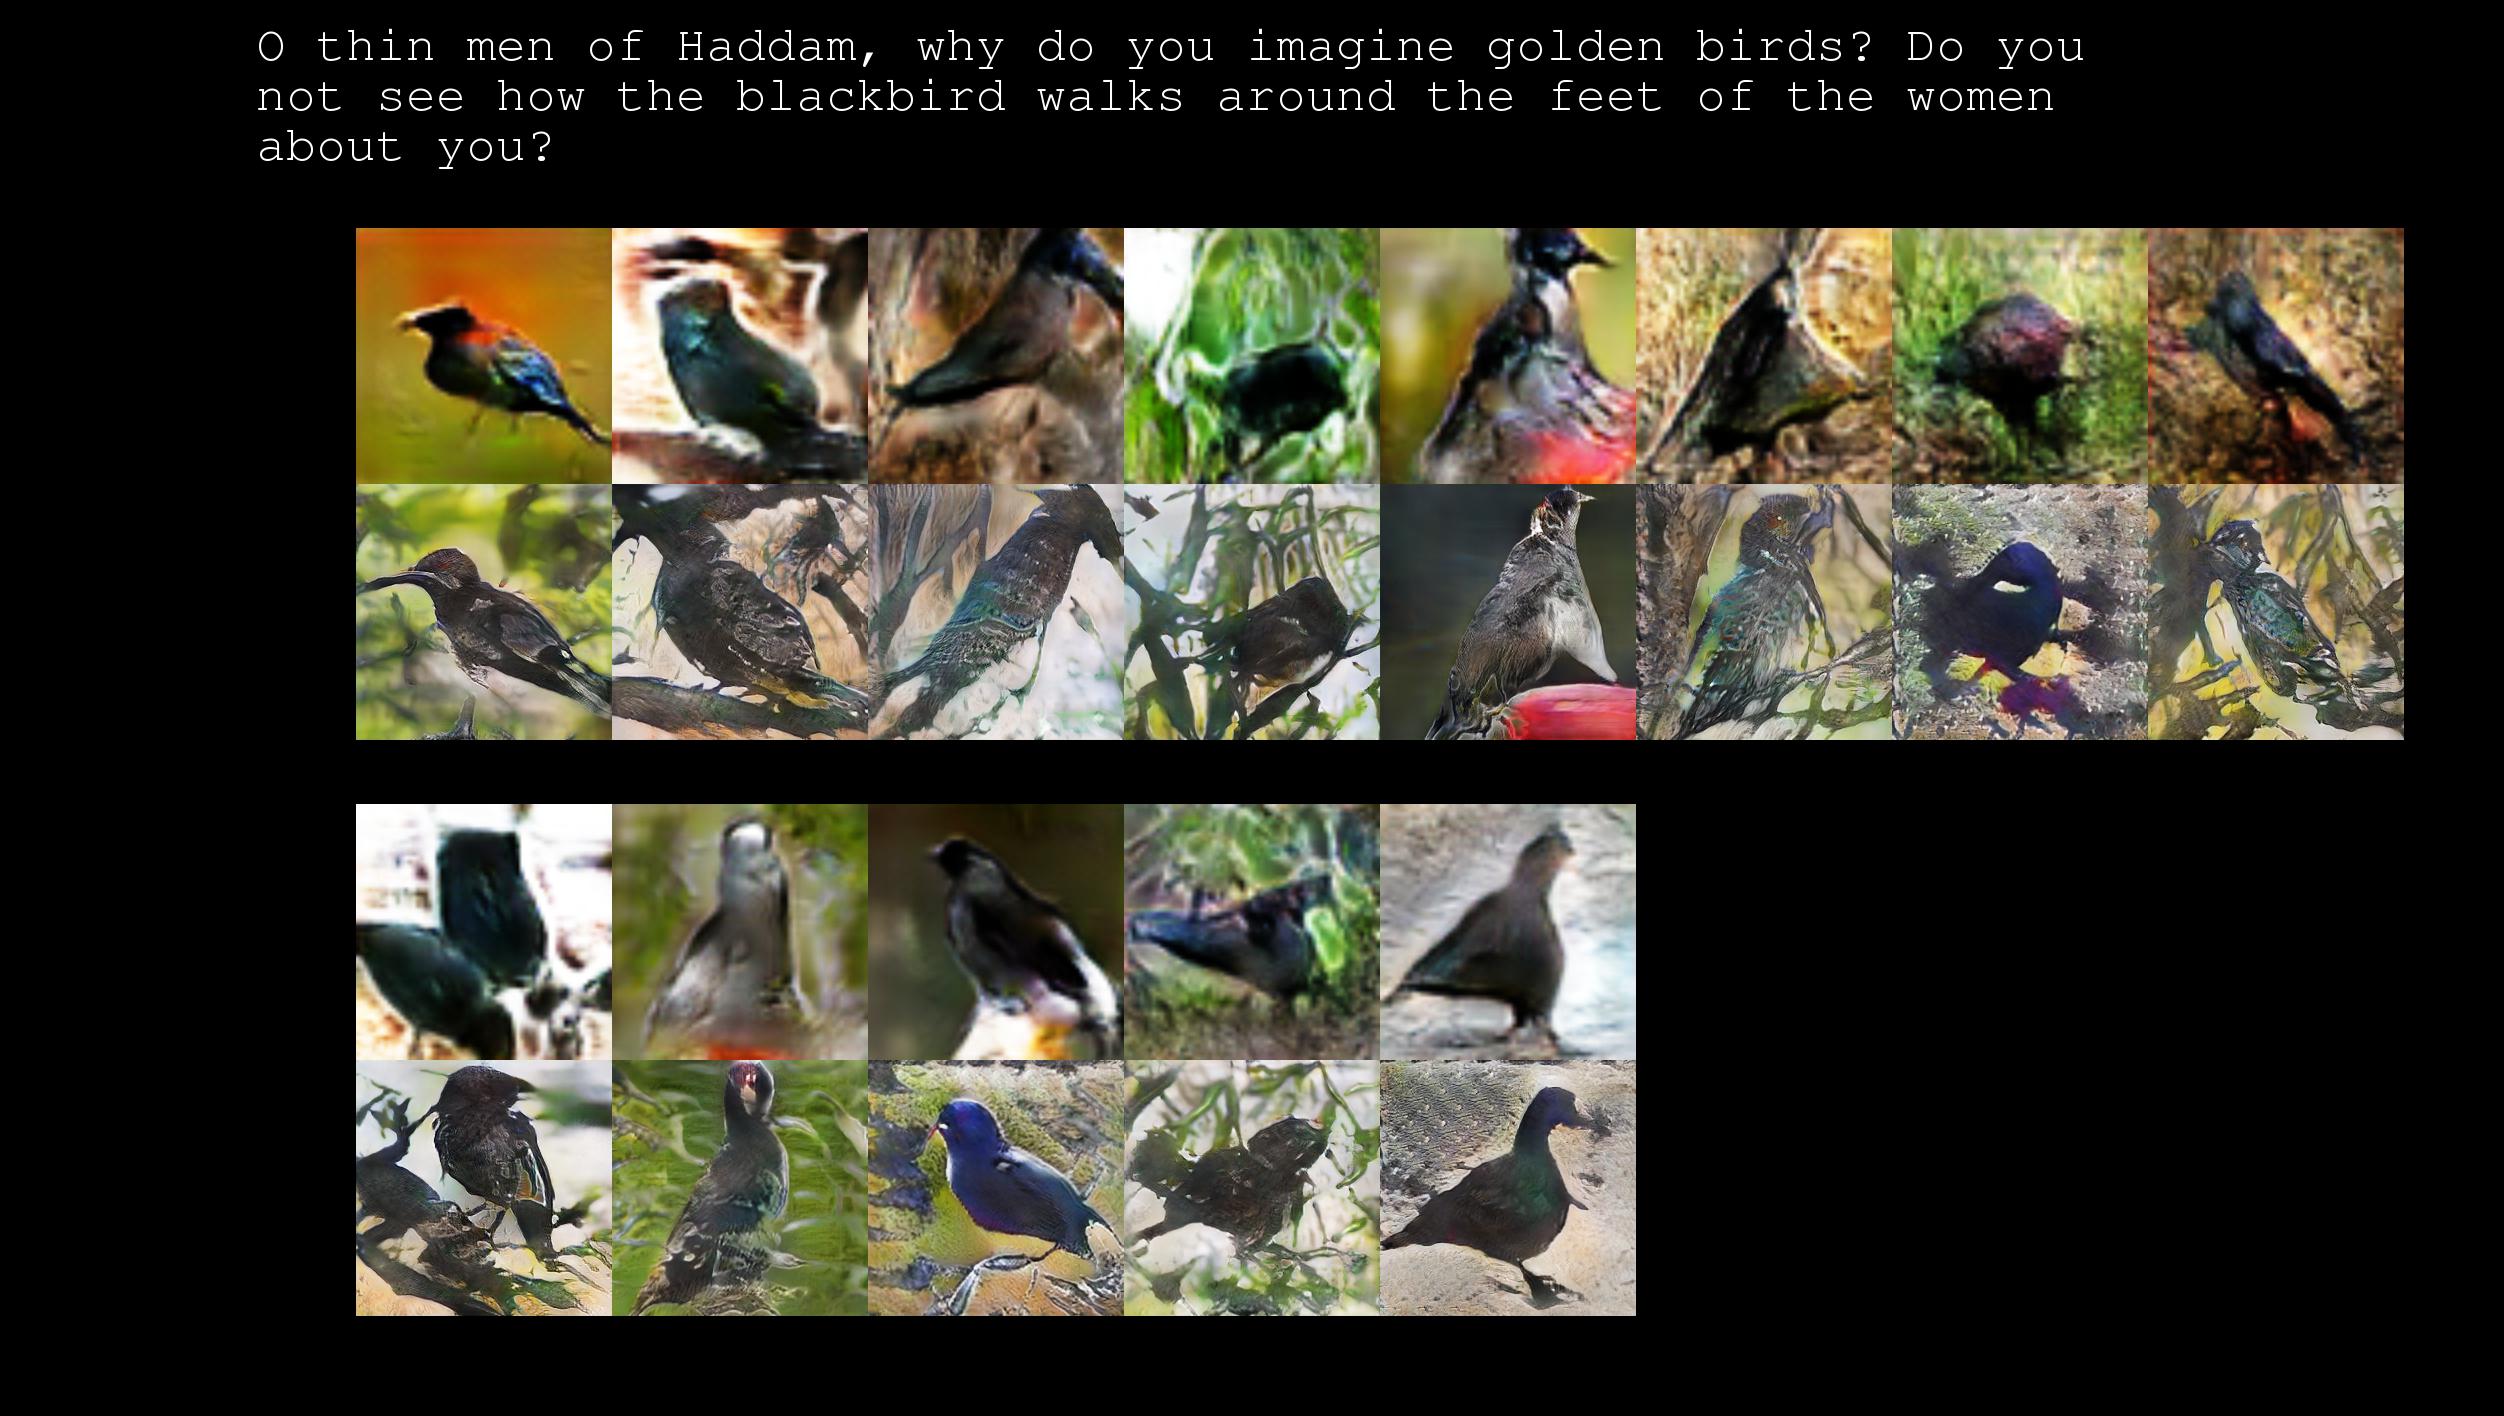 O thin men of Haddam, why do you imagine golden birds? Do you
not see how the blackbird walks around the feet of the women
about you?